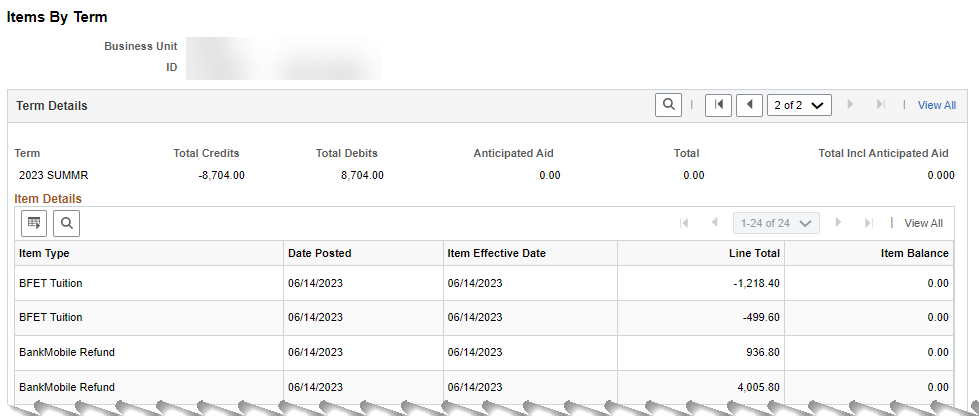 Items By Term
Business Unit
ID
Term Details
2 of 2
View All
Term Total Credits Total Debits Anticipated Aid Total Total Incl Anticipated Aid
2023 SUMMR -8,704.00 8,704.00 0.00 0.00 0.000
Item Details
1-24 of 24
View All
Item Type Date Posted Item Effective Date Line Total Item Balance
BFET Tuition 06/14/2023 06/14/2023 -1,218.40 0.00
BFET Tuition 06/14/2023 06/14/2023 -499.60 0.00
BankMobile Refund 06/14/2023 06/14/2023 936.80 0.00
BankMobile Refund 06/14/2023 06/14/2023 4,005.80 0.00